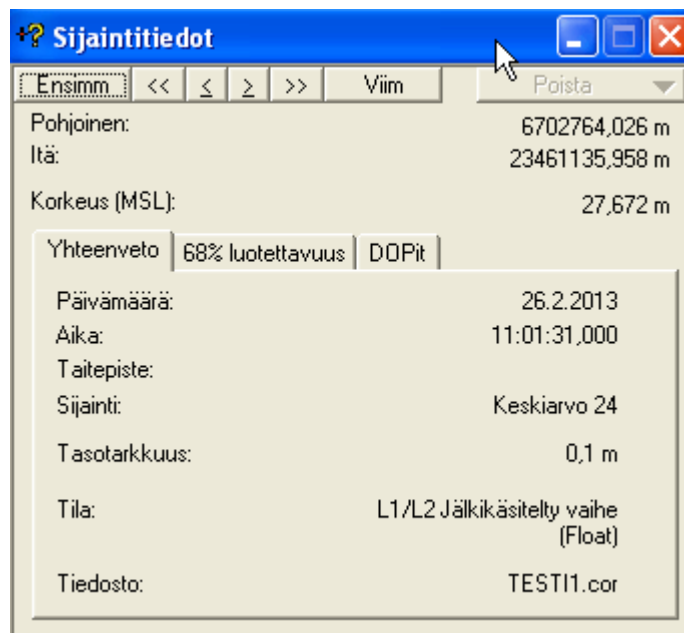 Sijaintitiedot
Ensimm << < > >> Viim Poista
Pohjoinen: 6702764,026 m
Itä: 23461135,958 m
Korkeus (MSL): 27,672 m
Yhteenveto 68% luotettavuus DOPit
Päivämäärä: 26.2.2013
Aika: 11:01:31,000
Taitepiste:
Sijainti: Keskiarvo 24
Tasotarkkuus: 0,1 m
Tila: L1/L2 Jälkikäsitelty vaihe
(Float)
Tiedosto: TESTI1.cor